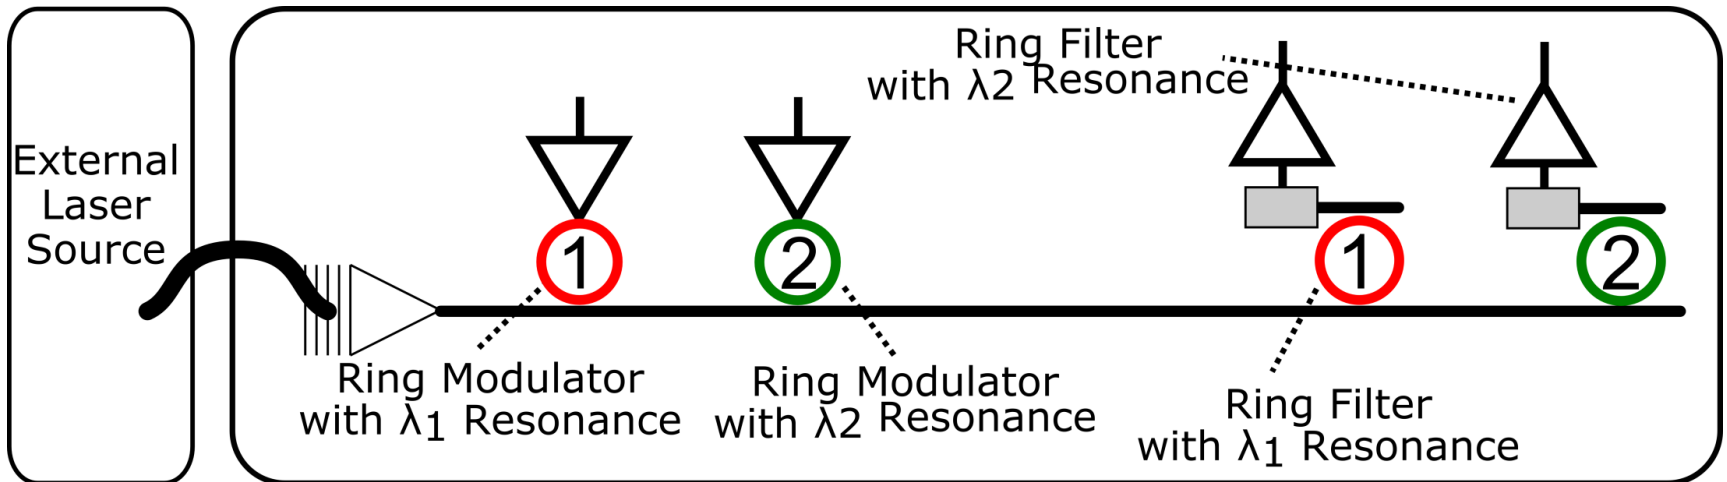 External
Laser
Source
Ring Filter
with λ2 Resonance
1
2
1
2
Ring Modulator
with λ1 Resonance
Ring Modulator
with λ2 Resonance
Ring Filter
with λ1 Resonance